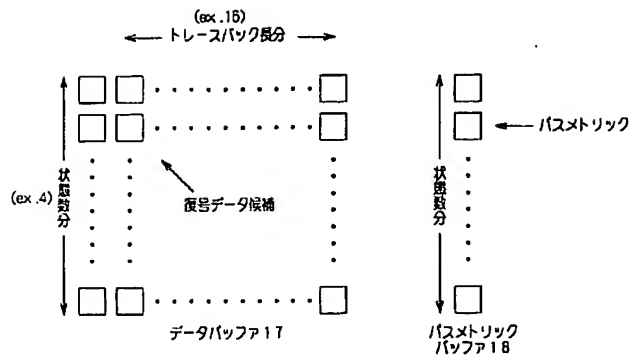 (ex.16)
トレースバック長分
パスメトリック
(ex.4)
状態数分
状態数分
復号データ候補
データバッファ17
パスメトリック
バッファ18